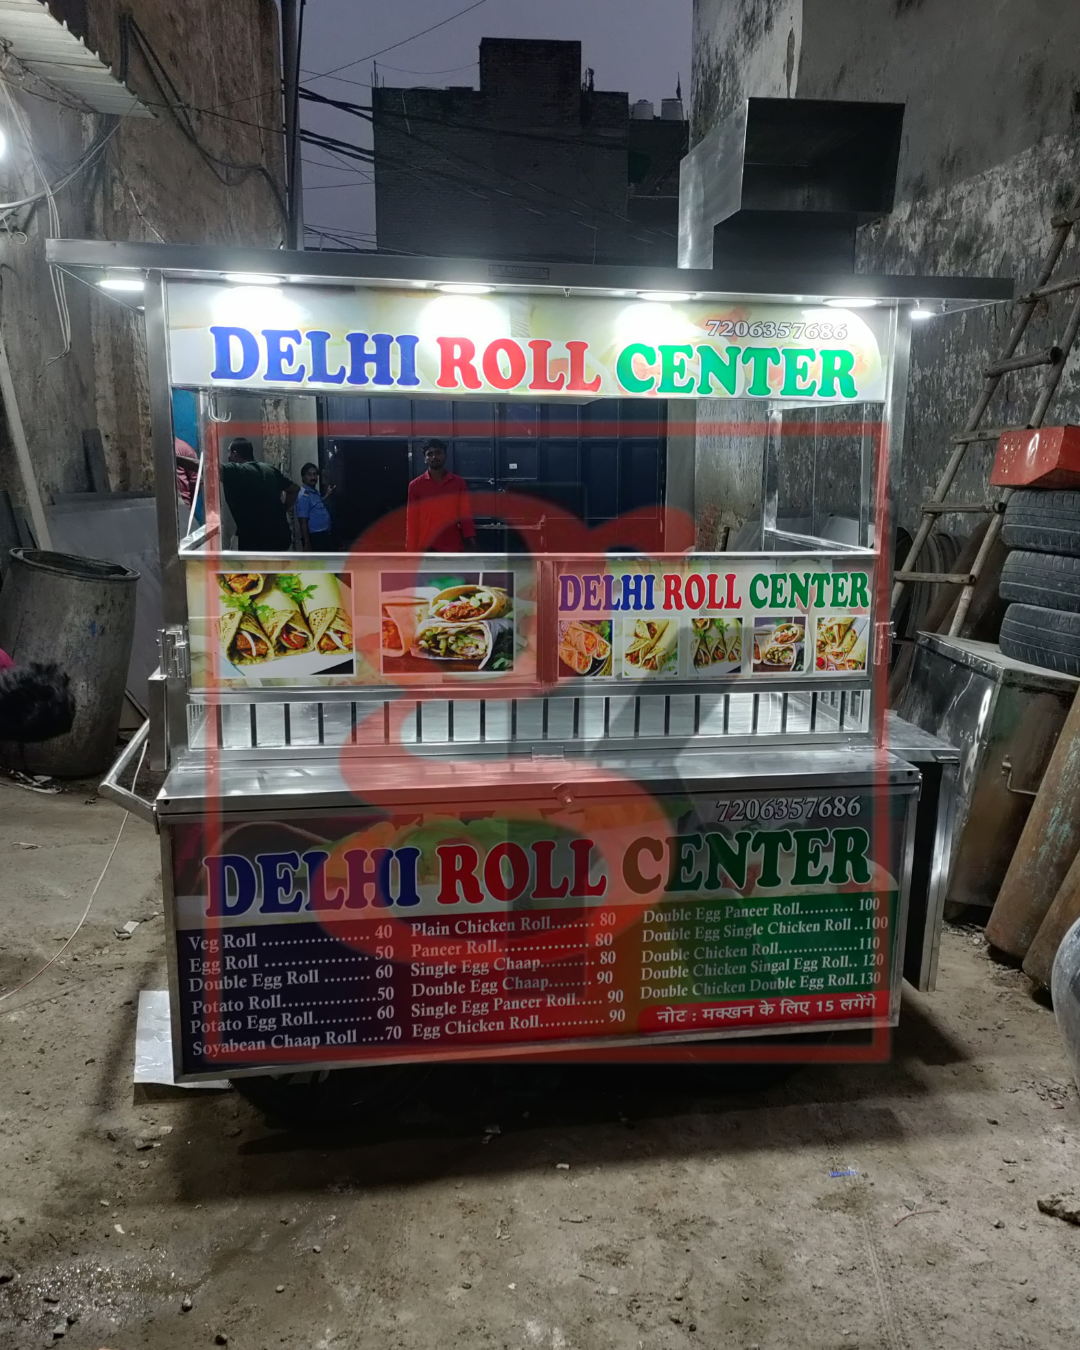 7206357686
DELHI ROLL CENTER
DELHI ROLL CENTER
7206357686
DELHI ROLL CENTER
Veg Roll ...................... 40
Egg Roll ...................... 50
Double Egg Roll ........... 60
Potato Roll.................... 50
Potato Egg Roll............ 60
Soyabean Chaap Roll ....70
Plain Chicken Roll........ 80
Paneer Roll................... 80
Single Egg Chaap........... 80
Double Egg Chaap......... 90
Single Egg Paneer Roll... 90
Egg Chicken Roll........... 90
Double Egg Paneer Roll........... 100
Double Egg Single Chicken Roll ..100
Double Chicken Roll.................110
Double Chicken Singal Egg Roll.. 120
Double Chicken Double Egg Roll..130
नोट : मक्खन के लिए 15 लगेंगे